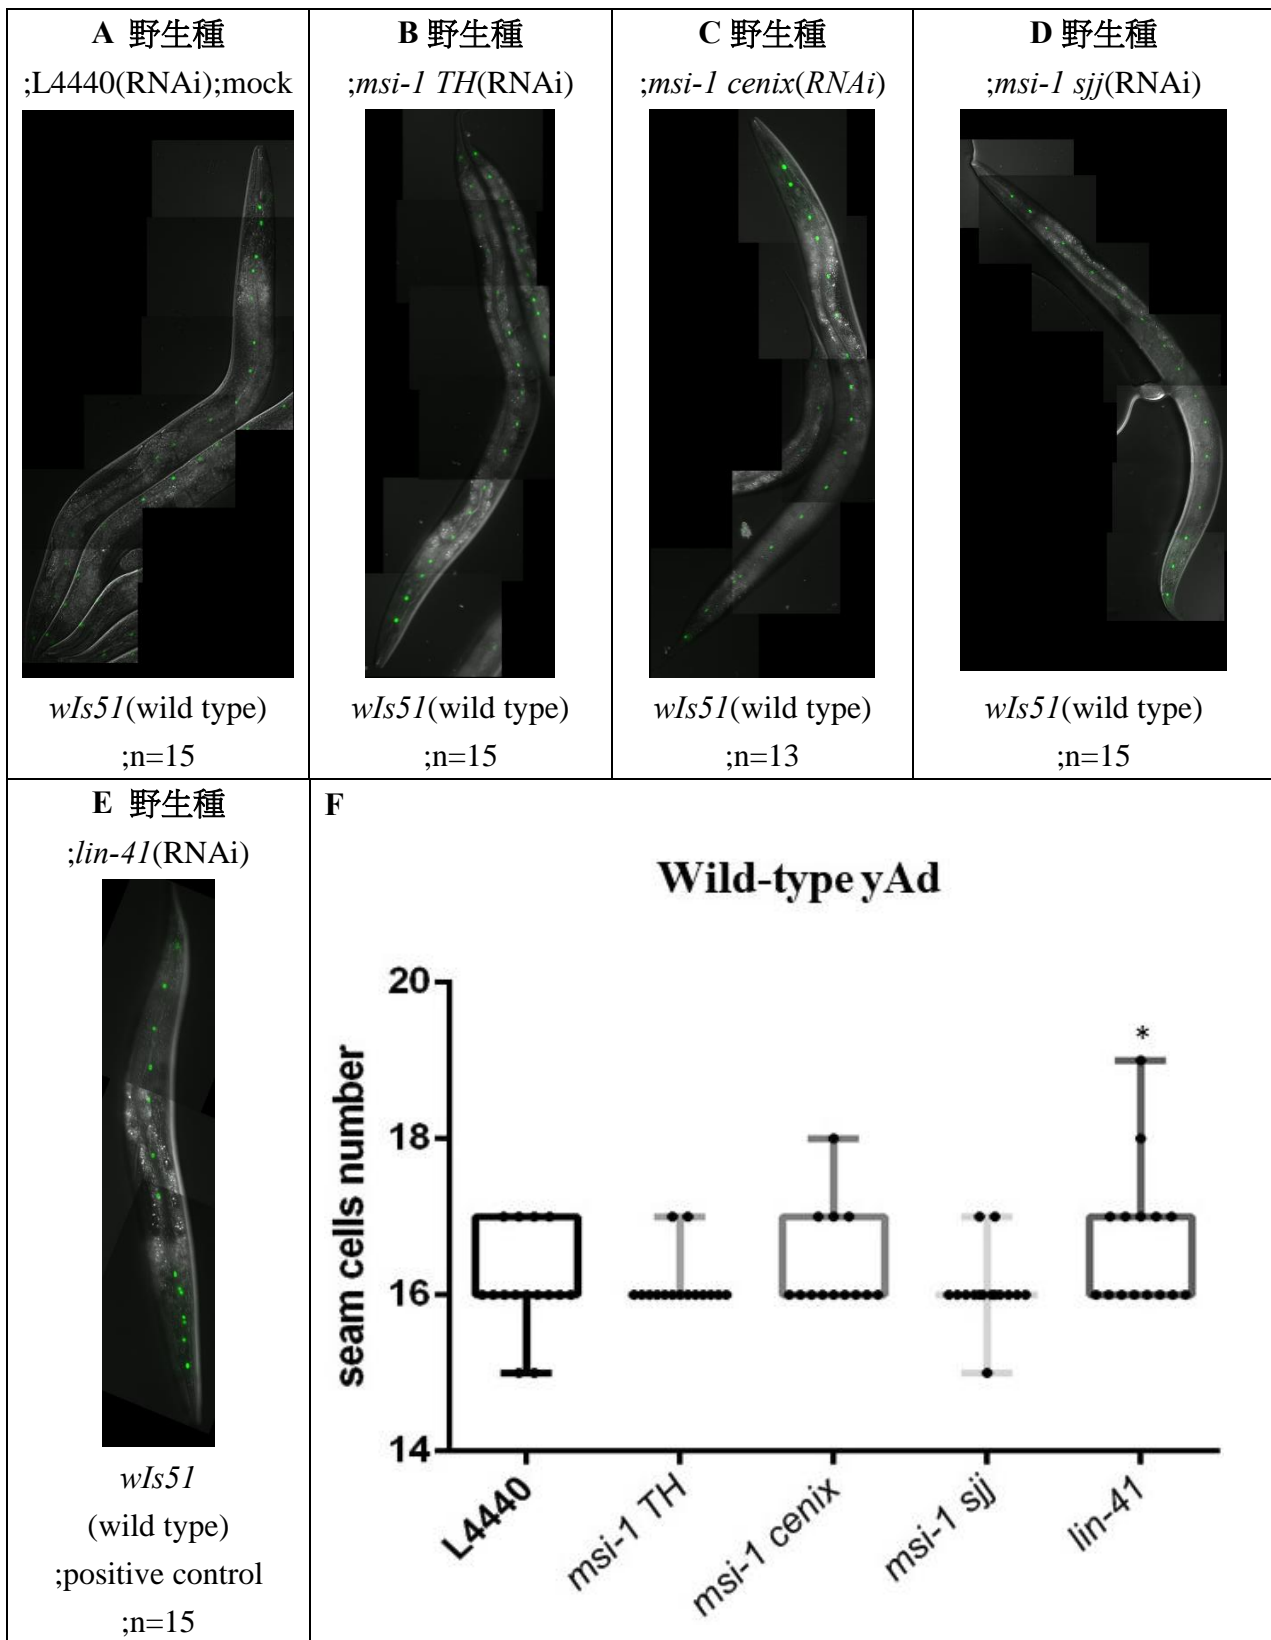 A 野生種
;L4440(RNAi);mock
wIs51(wild type)
;n=15
B 野生種
;msi-1 TH(RNAi)
wIs51(wild type)
;n=15
C 野生種
;msi-1 cenix(RNAi)
wIs51(wild type)
;n=13
D 野生種
;msi-1 sjj(RNAi)
wIs51(wild type)
;n=15
E 野生種
;lin-41(RNAi)
wIs51
(wild type)
;positive control
;n=15
F
Wild-type yAd
seam cells number
20
18
16
14
*
L4440
msi-1 TH
msi-1 cenix
msi-1 sjj
lin-41